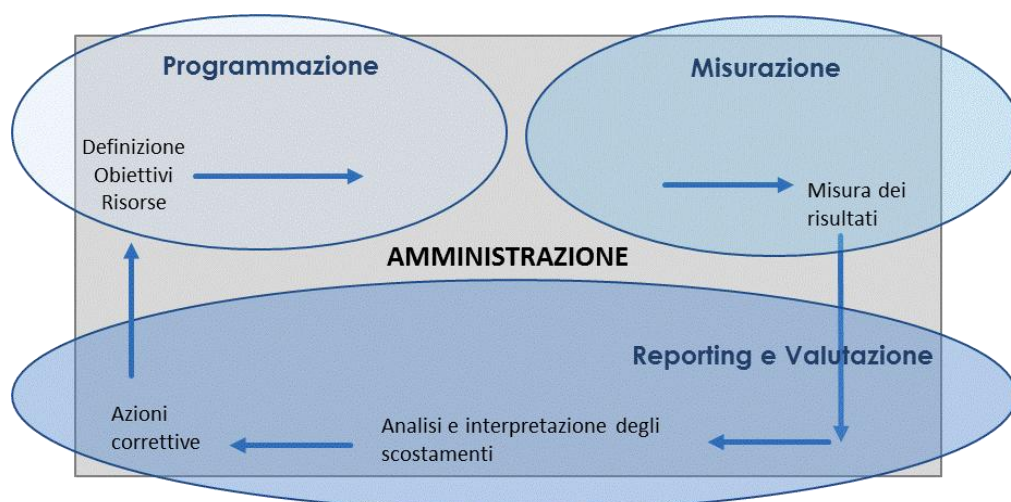 Programmazione
Misurazione
Definizione
Obiettivi
Risorse
Misura dei
risultati
AMMINISTRAZIONE
Reporting e Valutazione
Azioni
correttive
Analisi e interpretazione degli
scostamenti